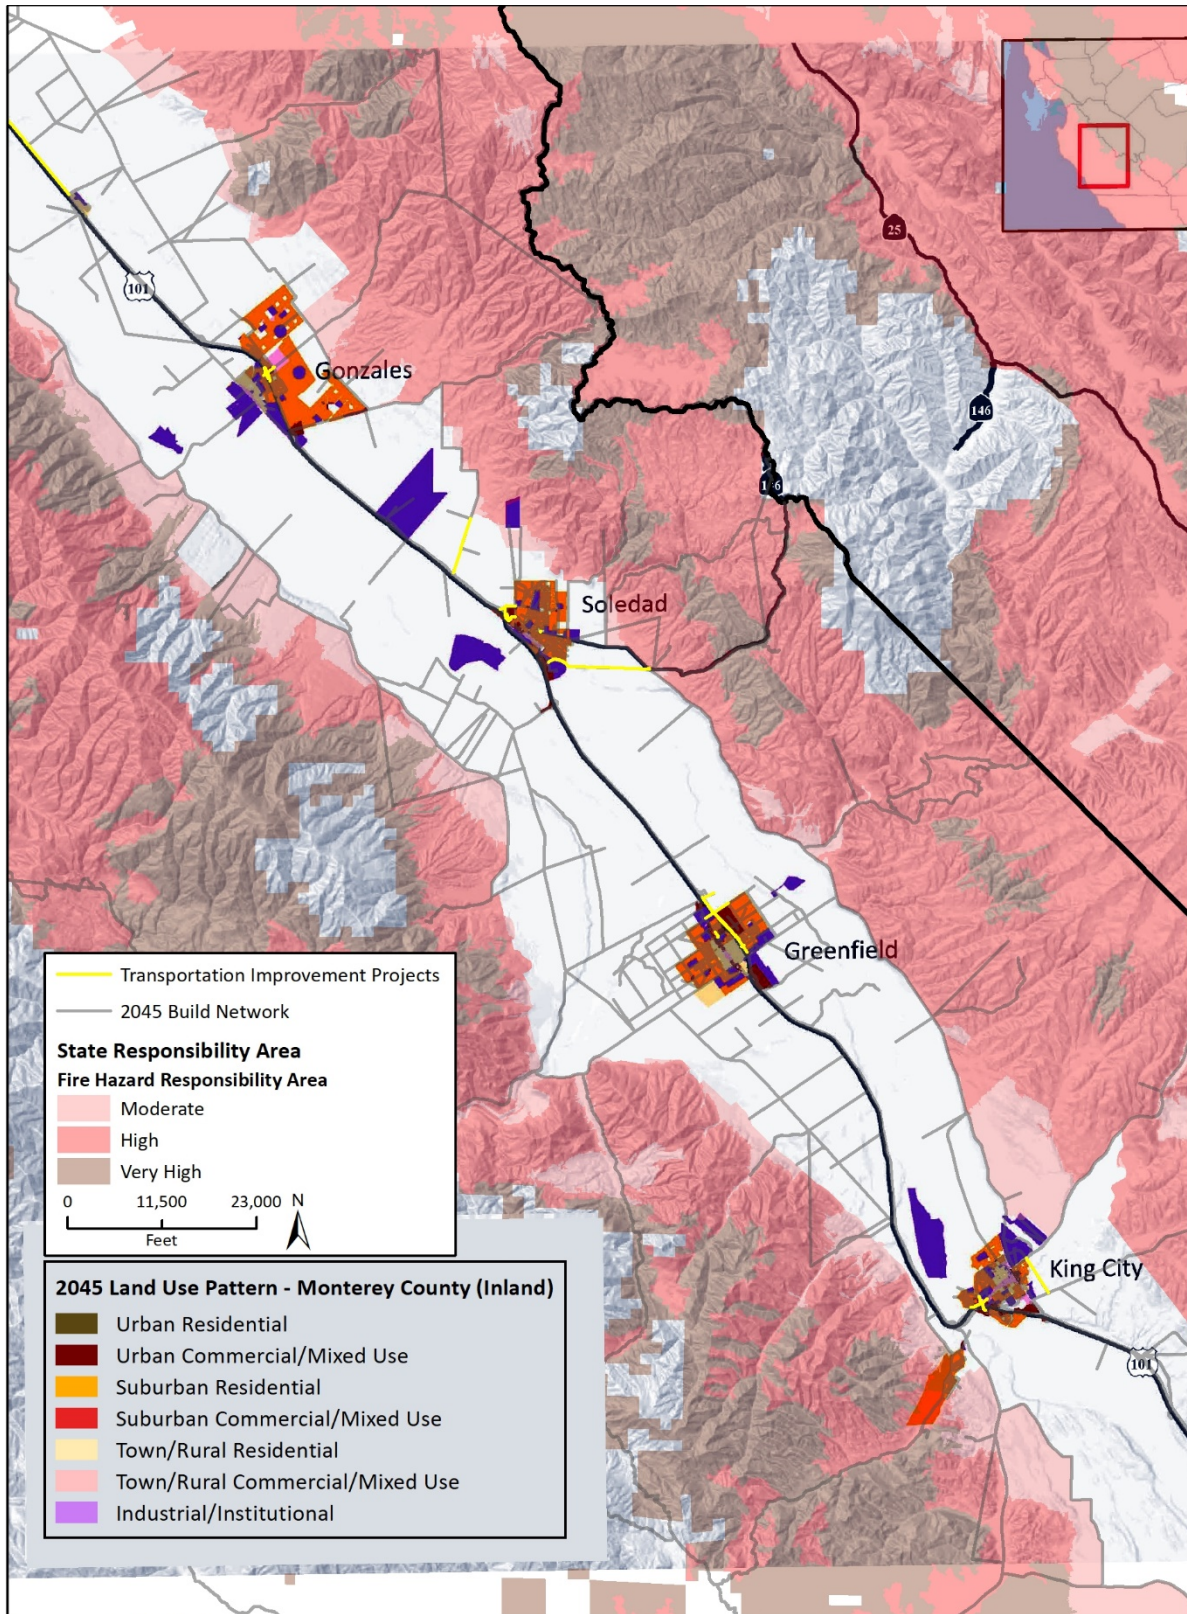 25
101
Gonzales
146
Soledad
Greenfield
Transportation Improvement Projects
2045 Build Network
State Responsibility Area
Fire Hazard Responsibility Area
Moderate
High
Very High
0 11,500 23,000
Feet
N
King City
101
2045 Land Use Pattern - Monterey County (Inland)
Urban Residential
Urban Commercial/Mixed Use
Suburban Residential
Suburban Commercial/Mixed Use
Town/Rural Residential
Town/Rural Commercial/Mixed Use
Industrial/Institutional